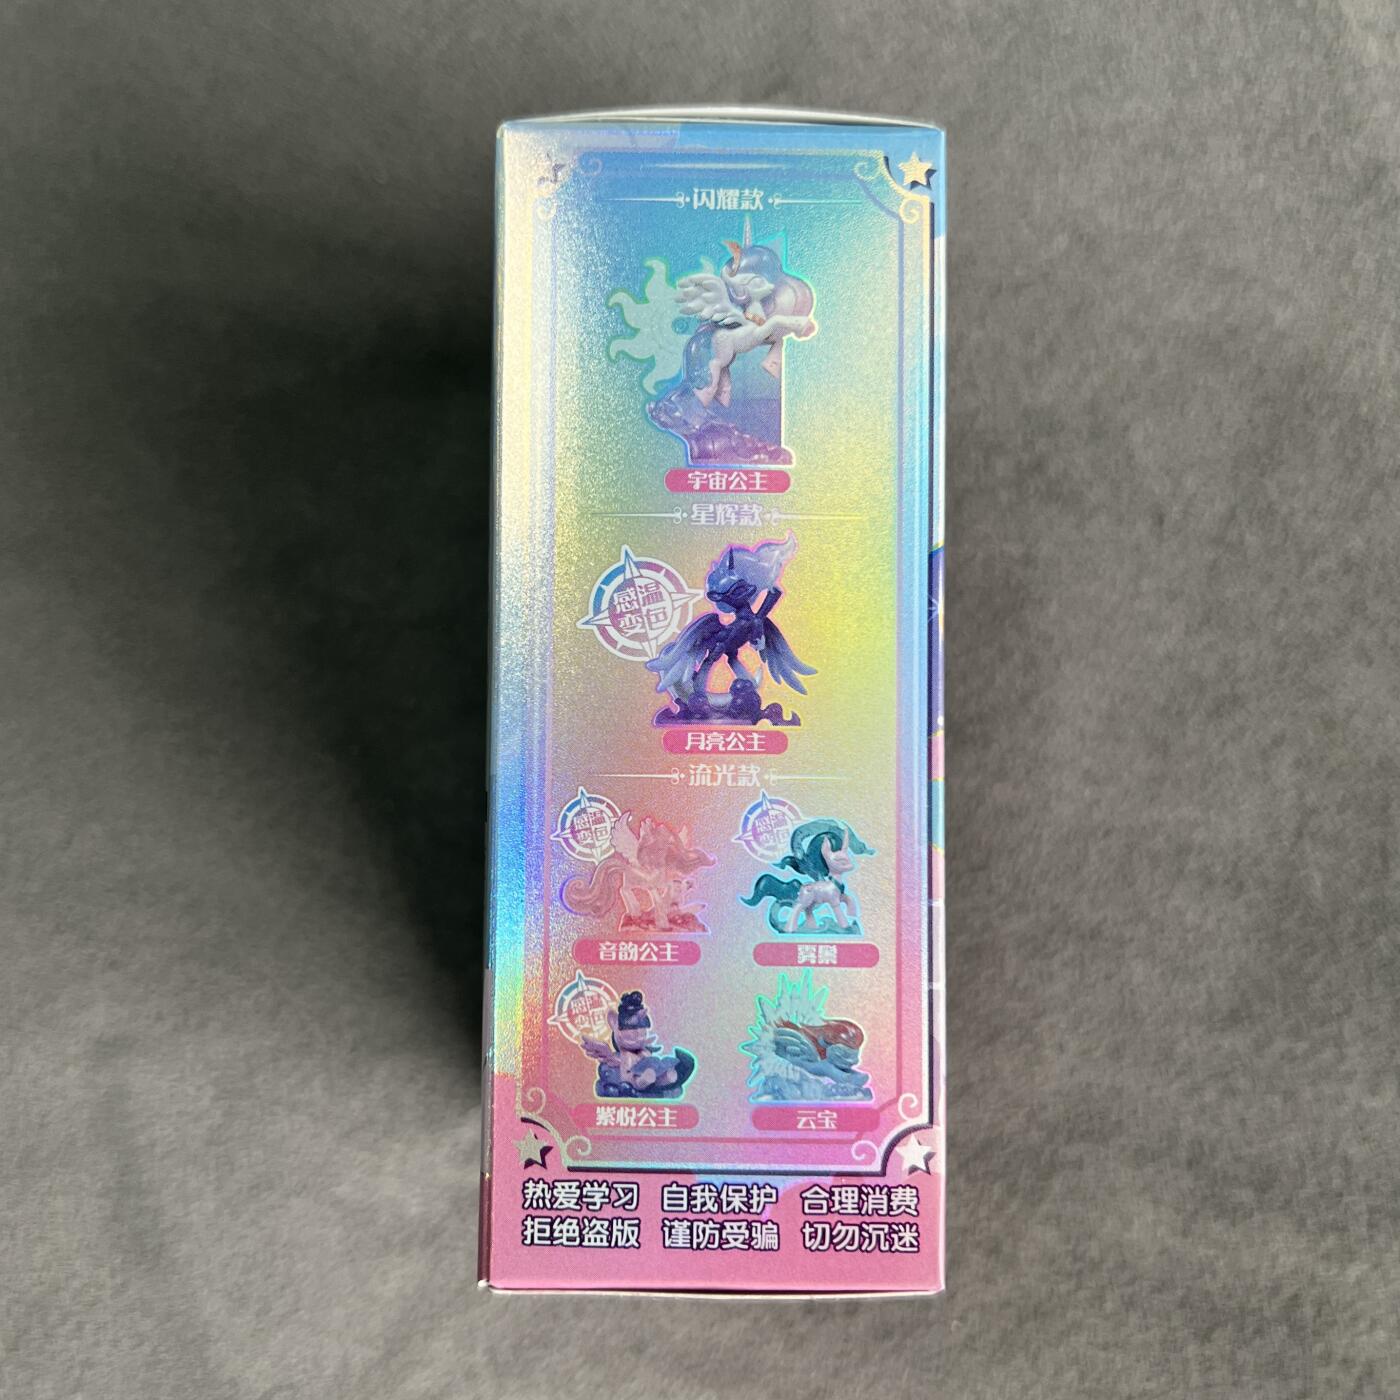 闪耀款
宇宙公主
星辉款
感温
变色
月亮公主
流光款
感温
变色
感温
变色
音韵公主
雾巢
感温
变色
紫悦公主
云宝
热爱学习 自我保护 合理消费
拒绝盗版 谨防受骗 切勿沉迷